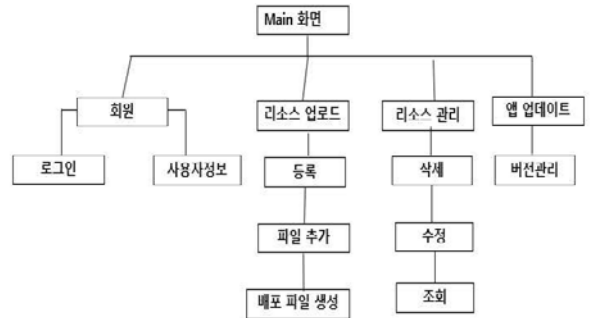 Main 화면
회원
리소스 업로드
리소스 관리
앱 업데이트
로그인
사용자정보
등록
삭제
버전관리
파일 추가
수정
배포 파일 생성
조회